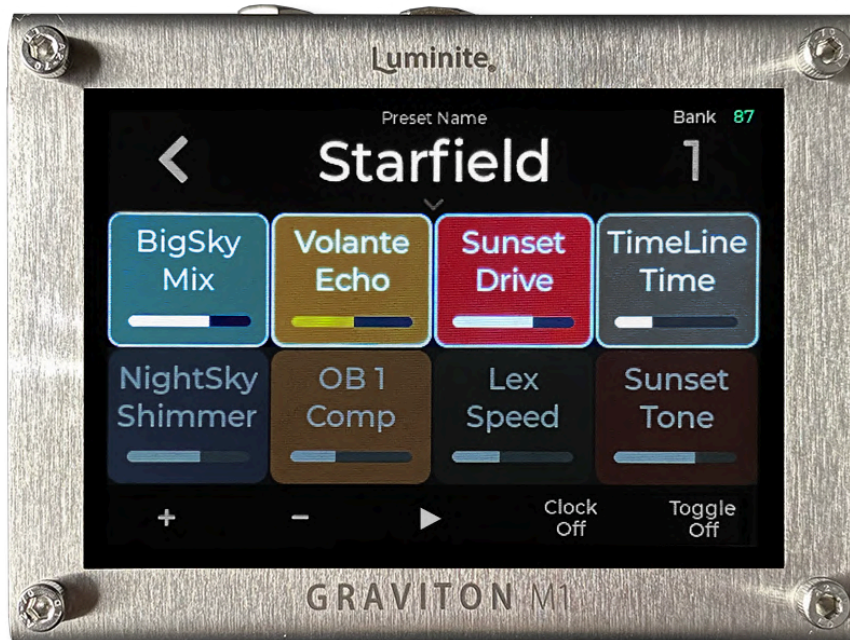 Luminite
Preset Name
Bank 87
Starfield
1
BigSky
Mix
Volante
Echo
Sunset
Drive
TimeLine
Time
NightSky
Shimmer
OB 1
Comp
Lex
Speed
Sunset
Tone
+
−
Clock
Off
Toggle
Off
GRAVITON M1